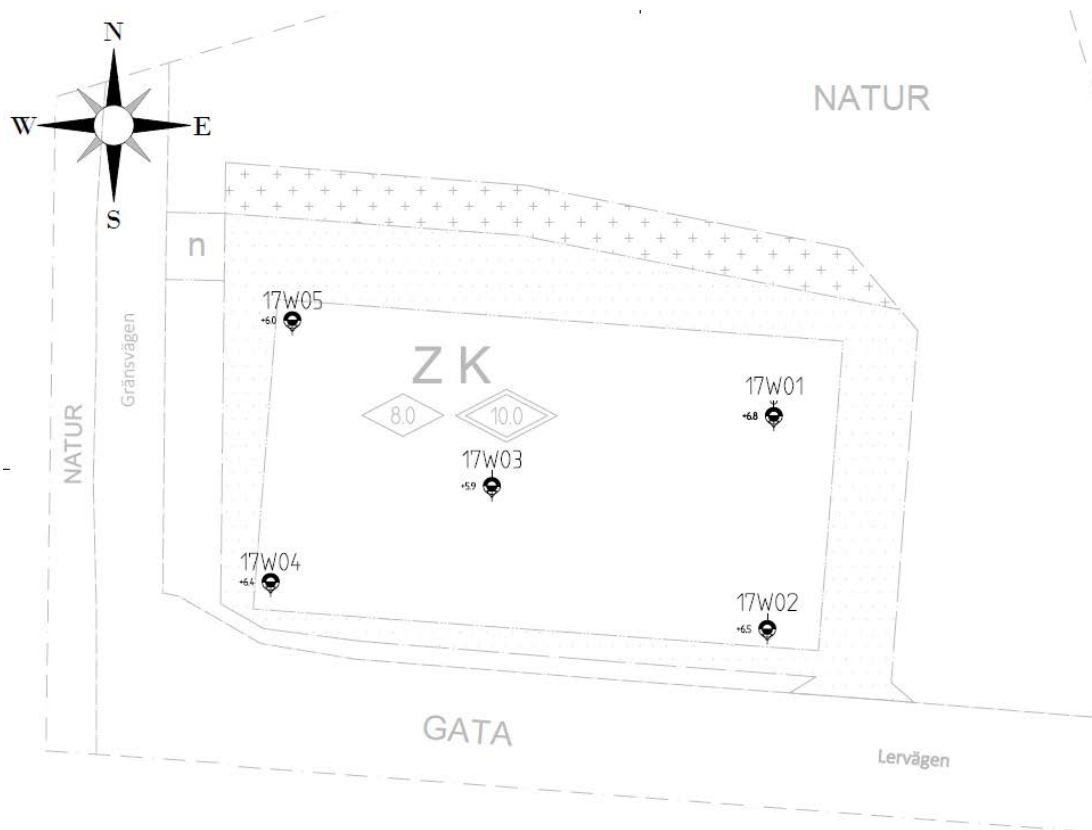 N
W E
S
NATUR
n
17W05
+6.0
Gränsvägen
Z K
8.0 10.0
17W01
+6.8
NATUR
17W03
+5.9
17W04
+6.4
17W02
+6.5
GATA
Lervägen